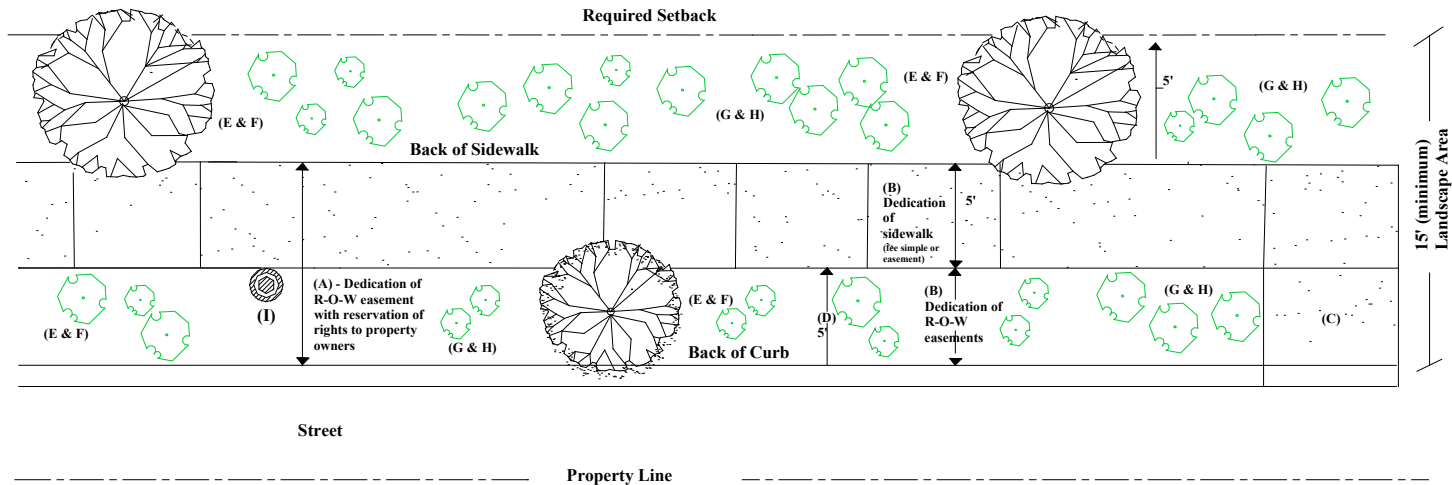 Required Setback
(E & F)
5'
(G & H)
(E & F)
(G & H)
Back of Sidewalk
15' (minimum)
Landscape Area
(B)
Dedication
of
sidewalk
(fee simple or
easement)
5'
(A) - Dedication of
R-O-W easement
with reservation of
rights to property
owners
(I)
(E & F)
(G & H)
(E & F)
Back of Curb
(D)
5'
(B)
Dedication of
R-O-W
easements
(G & H)
(C)
Street
Property Line